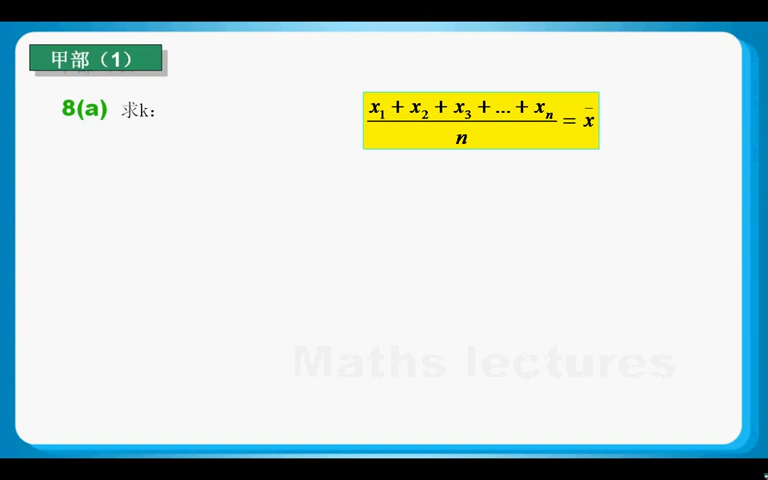 甲部（1）
8(a) 求k：
x₁ + x₂ + x₃ + ... + xₙ / n = x̄
Maths lectures